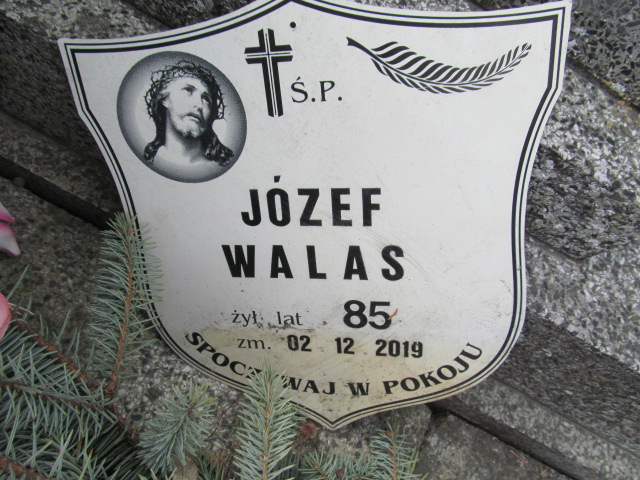 Ś.P.
JÓZEF
WALAS
żył lat 85
zm. 02 12 2019
SPOCZYWAJ W POKOJU